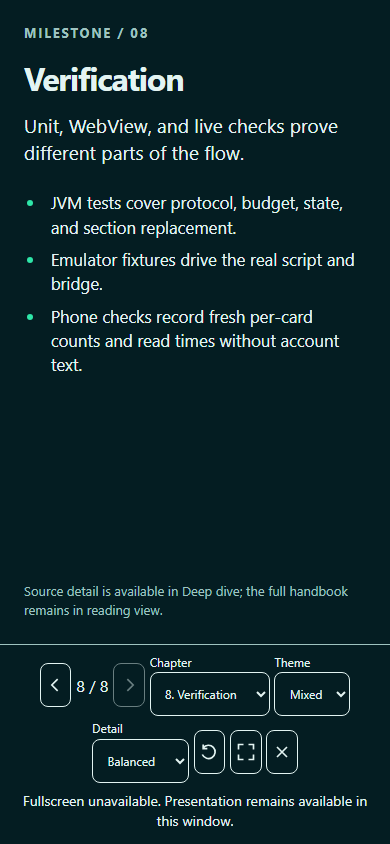 MILESTONE / 08
Verification
Unit, WebView, and live checks prove
different parts of the flow.
JVM tests cover protocol, budget, state,
and section replacement.
Emulator fixtures drive the real script and
bridge.
Phone checks record fresh per-card
counts and read times without account
text.
Source detail is available in Deep dive; the full handbook
remains in reading view.
Chapter
Theme
8 / 8
8. Verification
Mixed
Detail
Balanced
Fullscreen unavailable. Presentation remains available in
this window.